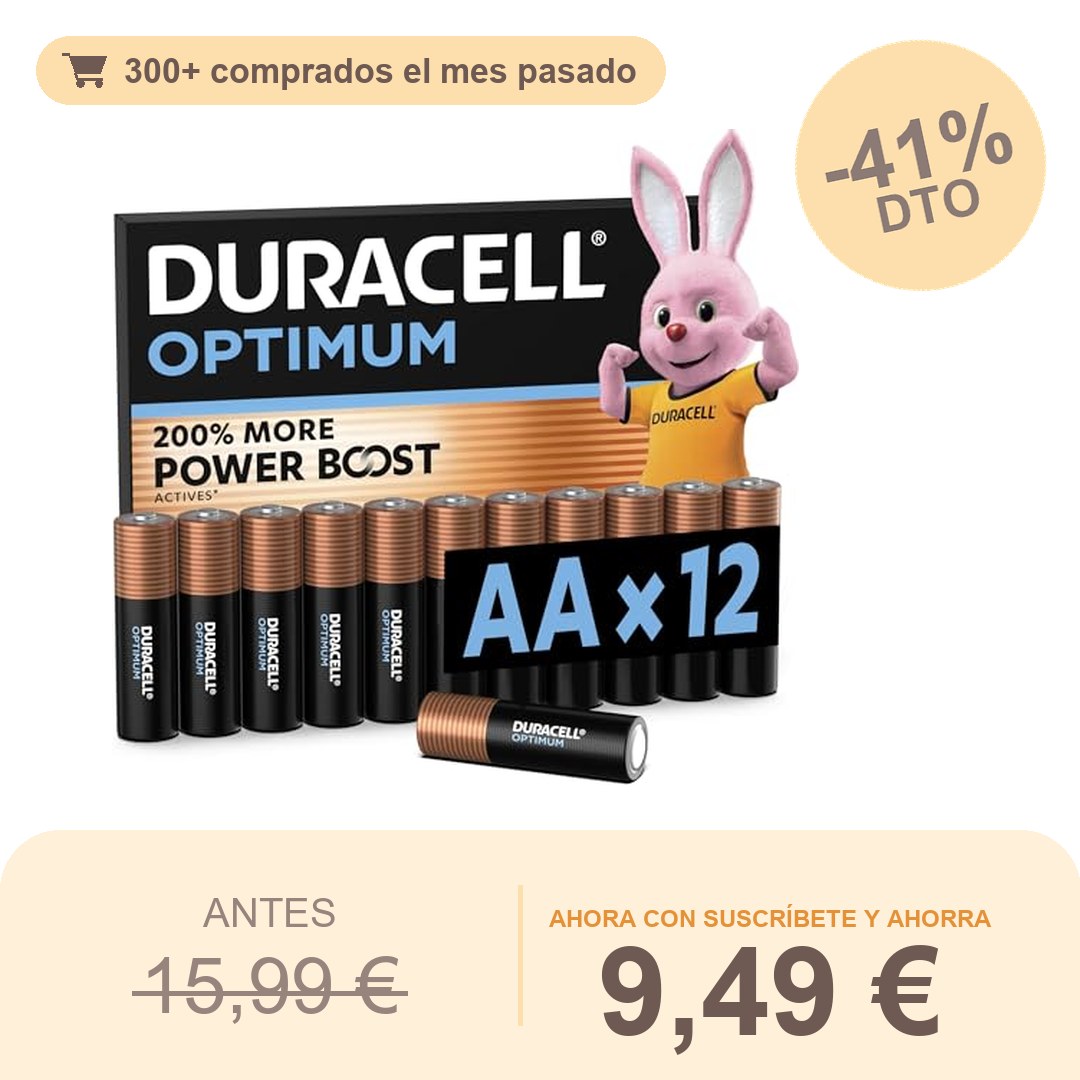 300+ comprados el mes pasado
-41%
DTO
DURACELL®
OPTIMUM
200% MORE
POWER BOOST
ACTIVES*
DURACELL
AA x 12
DURACELL®
OPTIMUM
DURACELL®
OPTIMUM
DURACELL®
OPTIMUM
DURACELL®
OPTIMUM
DURACELL®
OPTIMUM
DURACELL®
OPTIMUM
ANTES
15,99 €
AHORA CON SUSCRÍBETE Y AHORRA
9,49 €